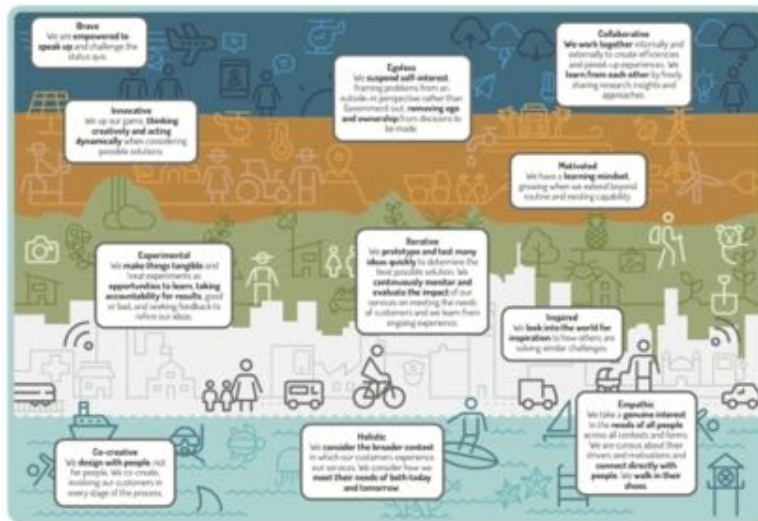 Brave
We are empowered to
speak up and challenge the
status quo.
Egoless
We suspend self-interest,
framing problems from an
outside-in perspective rather than
Government-out, removing ego
and ownership from decisions to
be made.
Collaborative
We work together internally and
externally to create efficiencies
and joined-up experiences. We
learn from each other by freely
sharing research insights and
approaches.
Innovative
We up our game, thinking
creatively and acting
dynamically when considering
possible solutions.
Motivated
We have a learning mindset,
growing when we extend beyond
routine and existing capability.
Experimental
We make things tangible and
treat experiments as
opportunities to learn, taking
accountability for results, good
or bad, and seeking feedback to
refine our ideas.
Iterative
We prototype and test many
ideas quickly to determine the
best possible solution. We
continuously monitor and
evaluate the impact of our
services on meeting the needs
of customers and we learn from
ongoing experience.
Inspired
We look into the world for
inspiration to how others are
solving similar challenges.
Co-creative
We design with people, not
for people. We co-create,
involving our customers in
every stage of the process.
Holistic
We consider the broader context
in which our customers experience
our services. We consider how we
meet their needs of both today
and tomorrow.
Empathic
We take a genuine interest
in the needs of all people
across all contexts and forms.
We are curious about their
drivers and motivations and
connect directly with
people. We walk in their
shoes.